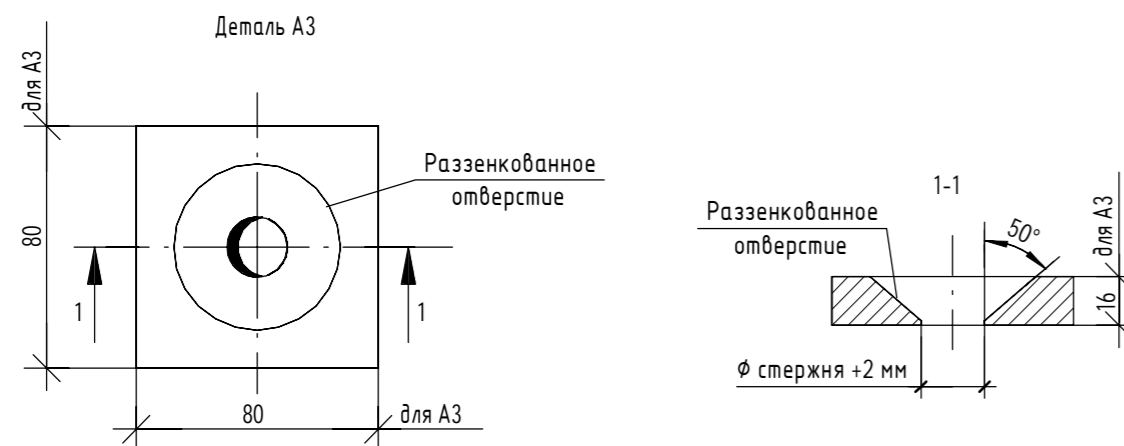 Деталь А3
для А3
80
Раззенкованное
отверстие
1
1
80
для А3
1-1
Раззенкованное
отверстие
50°
для А3
16
Ø стержня +2 мм